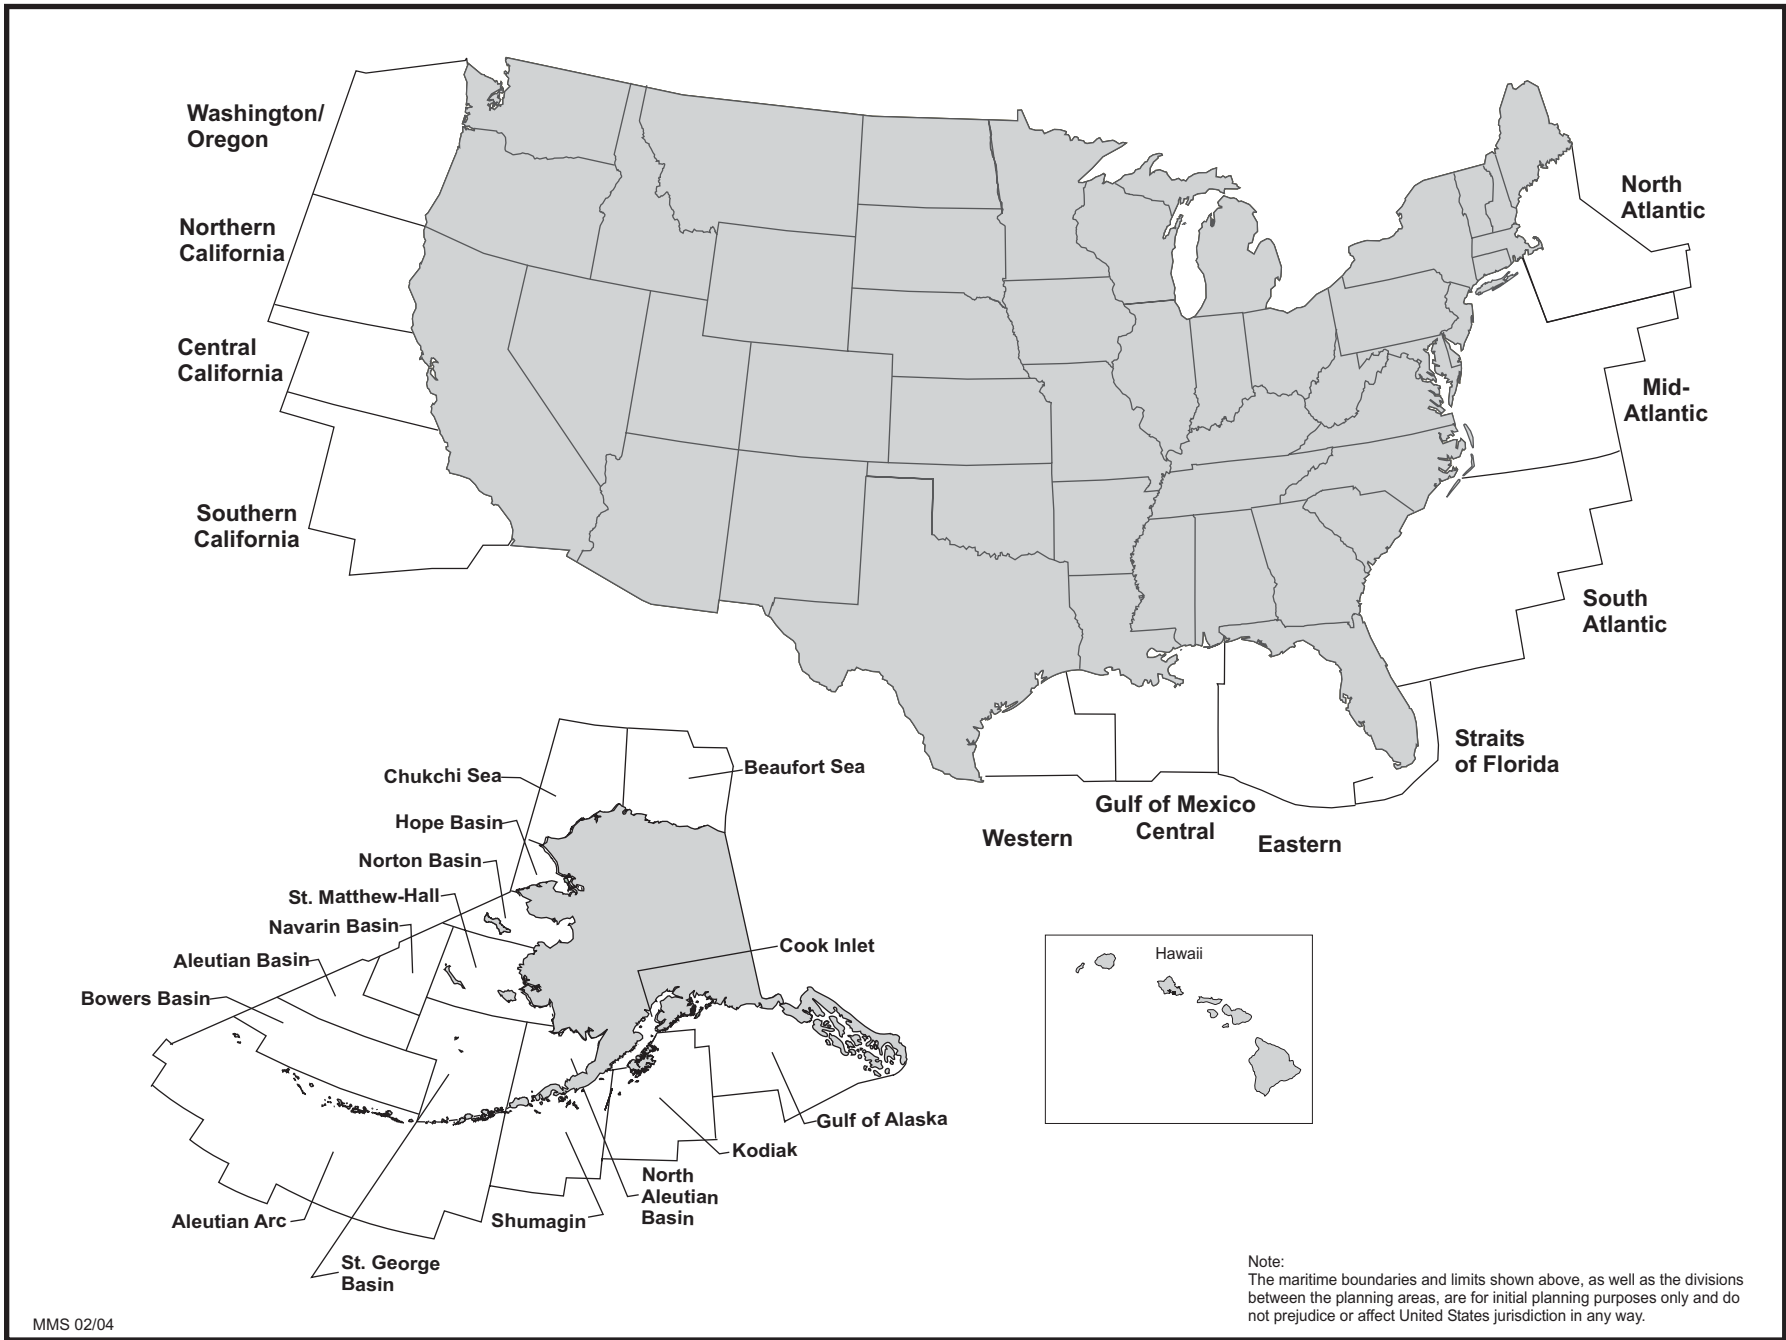 Washington/
Oregon
Northern
California
Central
California
Southern
California
North
Atlantic
Mid-
Atlantic
South
Atlantic
Straits
of Florida
Gulf of Mexico
Western
Central
Eastern
Chukchi Sea
Beaufort Sea
Hope Basin
Norton Basin
St. Matthew-Hall
Navarin Basin
Aleutian Basin
Bowers Basin
Cook Inlet
Gulf of Alaska
Kodiak
North
Aleutian
Basin
Shumagin
Aleutian Arc
St. George
Basin
Hawaii
Note:
The maritime boundaries and limits shown above, as well as the divisions
between the planning areas, are for initial planning purposes only and do
not prejudice or affect United States jurisdiction in any way.
MMS 02/04